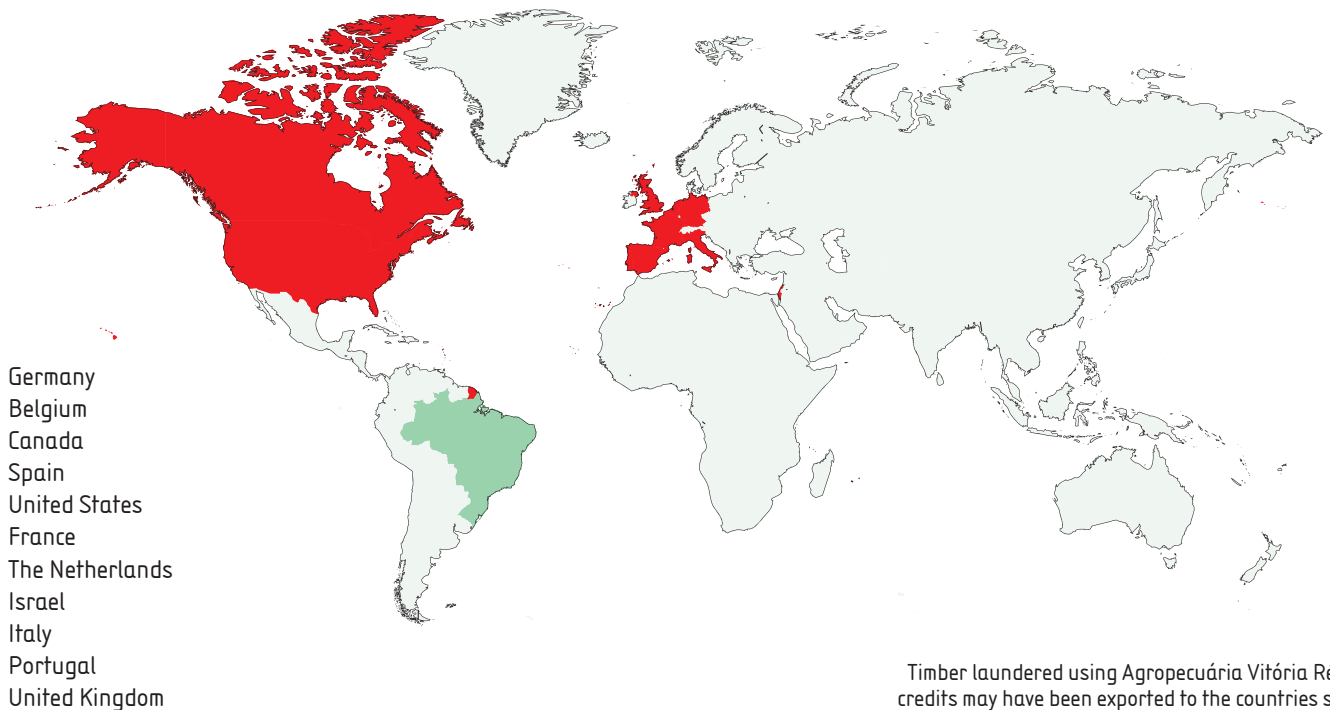 Germany
Belgium
Canada
Spain
United States
France
The Netherlands
Israel
Italy
Portugal
United Kingdom
Timber laundered using Agropecuária Vitória Re
credits may have been exported to the countries s